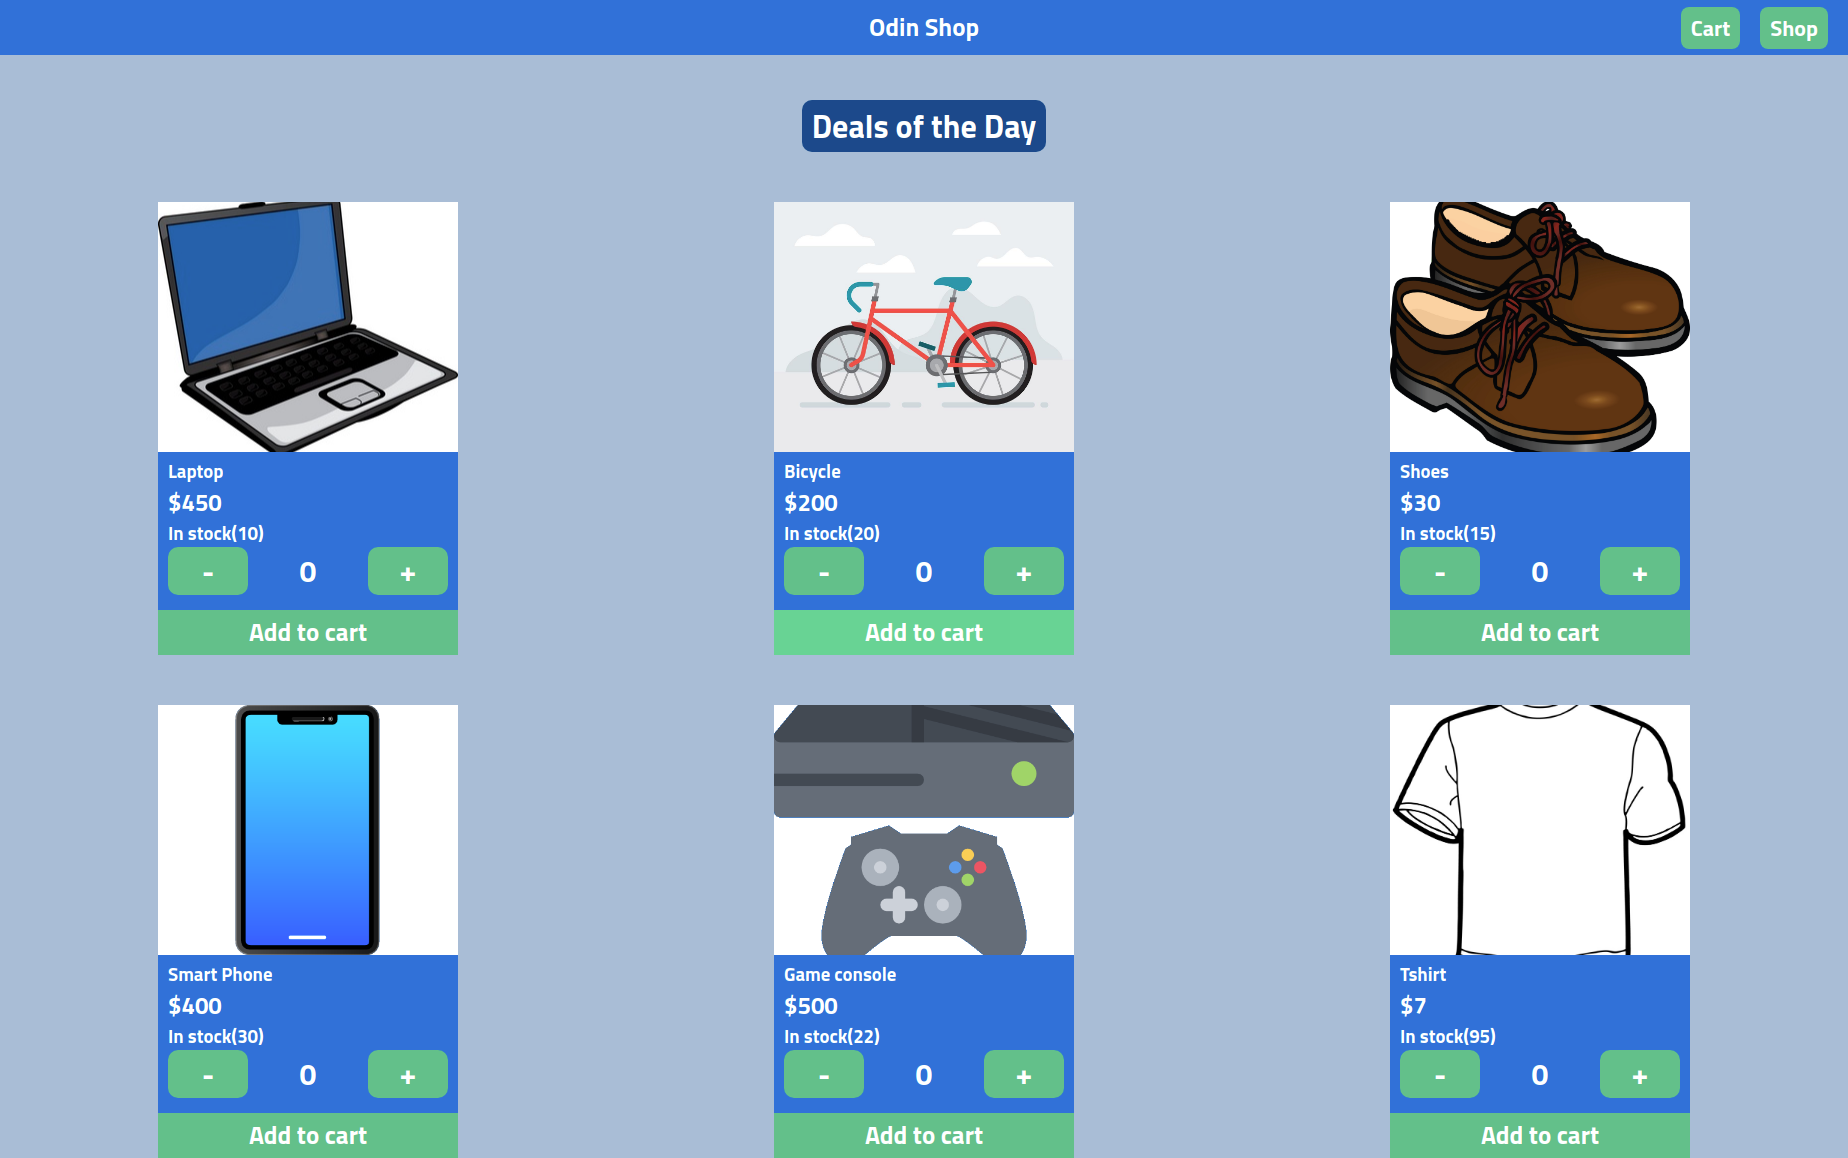 Odin Shop
Cart
Shop
Deals of the Day
Laptop
$450
In stock(10)
- 0 +
Add to cart
Bicycle
$200
In stock(20)
- 0 +
Add to cart
Shoes
$30
In stock(15)
- 0 +
Add to cart
Smart Phone
$400
In stock(30)
- 0 +
Add to cart
Game console
$500
In stock(22)
- 0 +
Add to cart
Tshirt
$7
In stock(95)
- 0 +
Add to cart